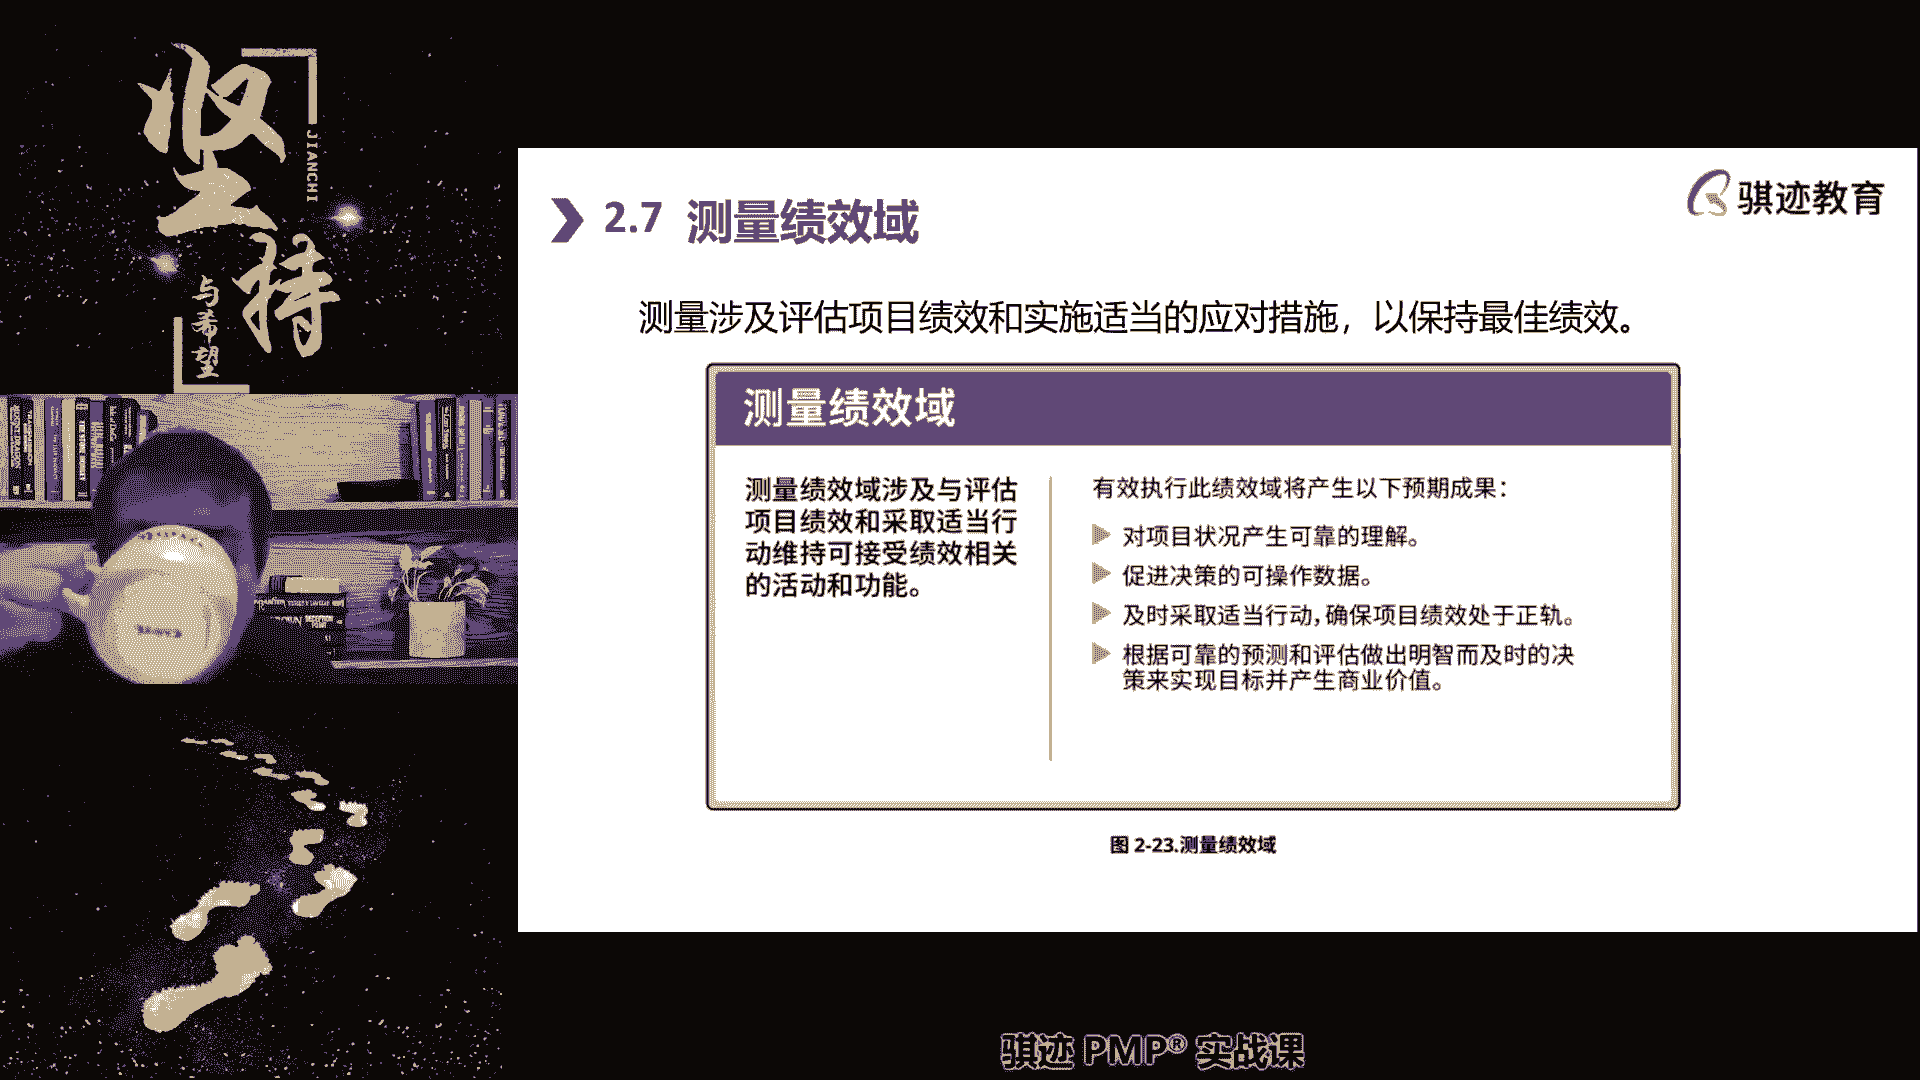 坚持
JIANCHI
与希望
骐迹教育
2.7 测量绩效域
测量涉及评估项目绩效和实施适当的应对措施，以保持最佳绩效。
测量绩效域
测量绩效域涉及与评估
项目绩效和采取适当行
动维持可接受绩效相关
的活动和功能。
有效执行此绩效域将产生以下预期成果：
对项目状况产生可靠的理解。
促进决策的可操作数据。
及时采取适当行动，确保项目绩效处于正轨。
根据可靠的预测和评估做出明智而及时的决
策来实现目标并产生商业价值。
图 2-23.测量绩效域
骐迹 PMP® 实战课